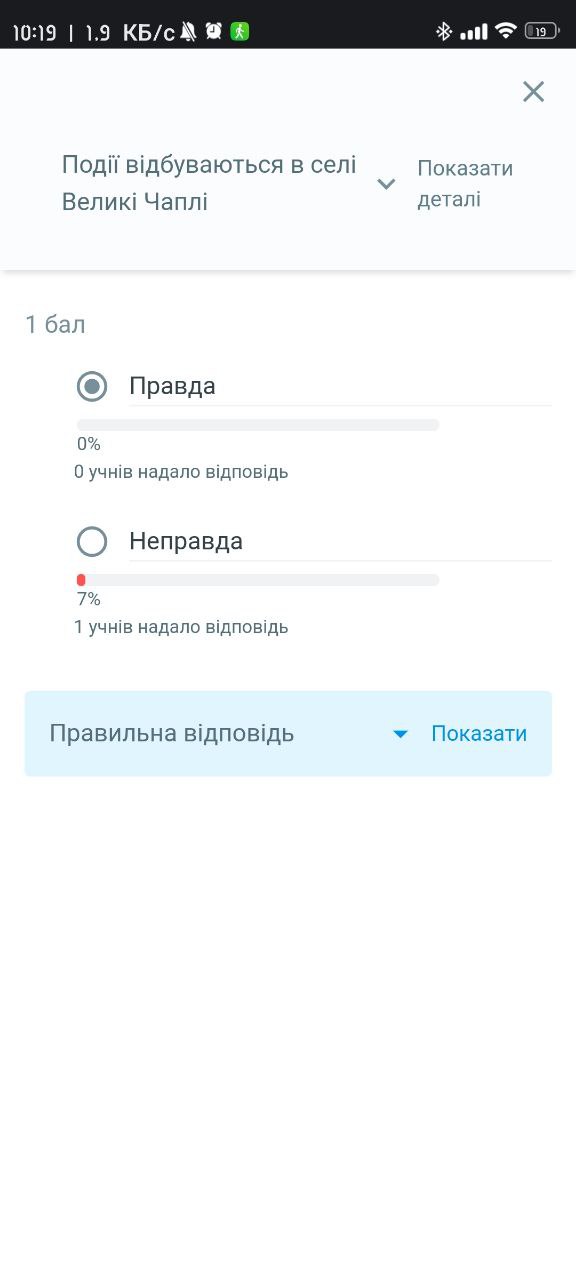 10:19 | 1.9 КБ/с 19
Події відбуваються в селі
Великі Чаплі
Показати
деталі
1 бал
Правда
0%
0 учнів надало відповідь
Неправда
7%
1 учнів надало відповідь
Правильна відповідь Показати